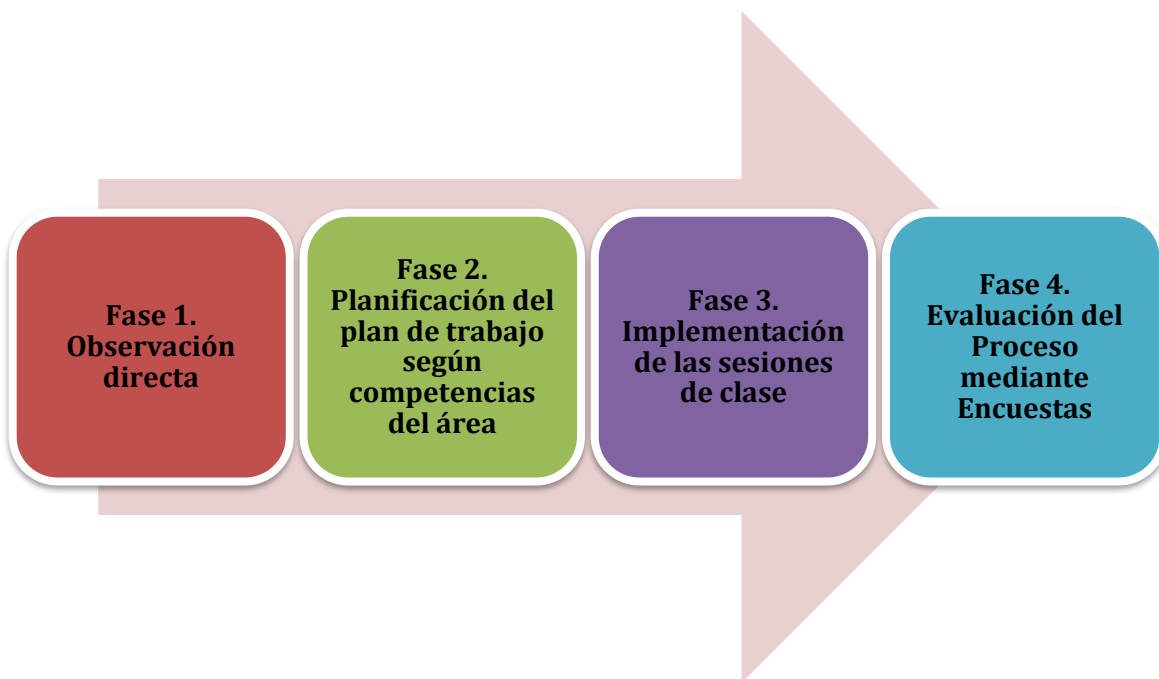 Fase 1.
Observación
directa
Fase 2.
Planificación del
plan de trabajo
según
competencias
del área
Fase 3.
Implementación
de las sesiones
de clase
Fase 4.
Evaluación del
Proceso
mediante
Encuestas